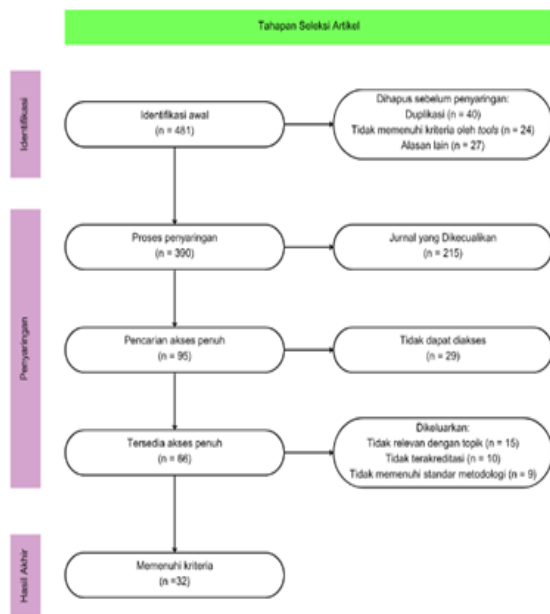 Tahapan Seleksi Artikel
Identifikasi
Identifikasi awal
(n = 481)
Dihapus sebelum penyaringan:
Duplikasi (n = 40)
Tidak memenuhi kriteria oleh tools (n = 24)
Alasan lain (n = 27)
Penyaringan
Proses penyaringan
(n = 390)
Jurnal yang Dikecualikan
(n = 215)
Pencarian akses penuh
(n = 95)
Tidak dapat diakses
(n = 29)
Tersedia akses penuh
(n = 66)
Dikeluarkan:
Tidak relevan dengan topik (n = 15)
Tidak terakreditasi (n = 10)
Tidak memenuhi standar metodologi (n = 9)
Hasil Akhir
Memenuhi kriteria
(n =32)